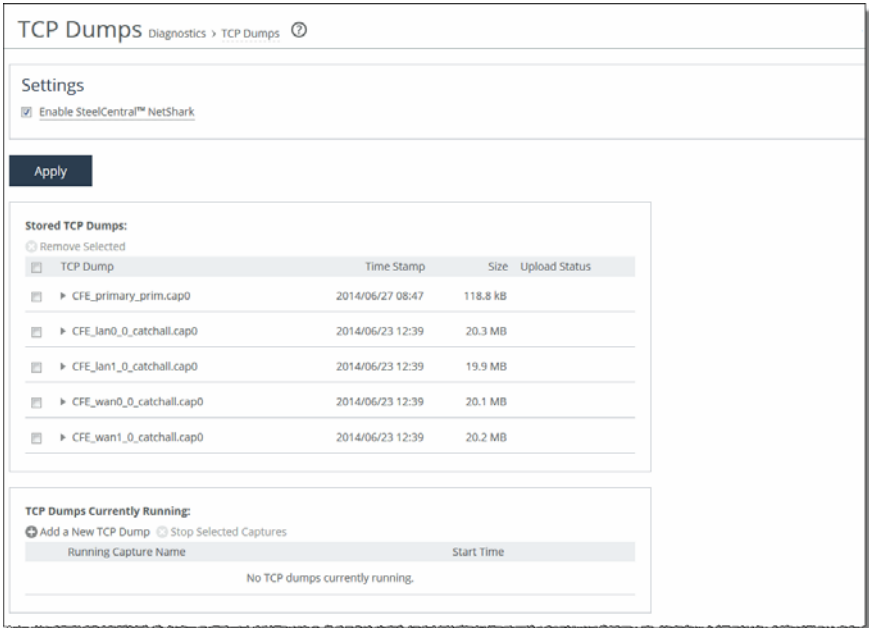 TCP Dumps Diagnostics > TCP Dumps ?
Settings
Enable SteelCentral™ NetShark
Apply
Stored TCP Dumps:
Remove Selected
TCP Dump Time Stamp Size Upload Status
CFE_primary_prim.cap0 2014/06/27 08:47 118.8 kB
CFE_lan0_0_catchall.cap0 2014/06/23 12:39 20.3 MB
CFE_lan1_0_catchall.cap0 2014/06/23 12:39 19.9 MB
CFE_wan0_0_catchall.cap0 2014/06/23 12:39 20.1 MB
CFE_wan1_0_catchall.cap0 2014/06/23 12:39 20.2 MB
TCP Dumps Currently Running:
Add a New TCP Dump Stop Selected Captures
Running Capture Name Start Time
No TCP dumps currently running.